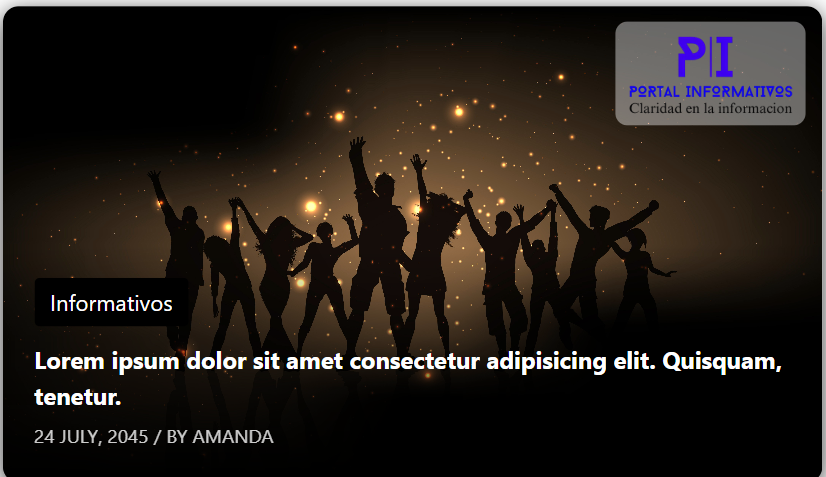 P|I
PORTAL INFORMATIVOS
Claridad en la informacion
Informativos
Lorem ipsum dolor sit amet consectetur adipisicing elit. Quisquam,
tenetur.
24 JULY, 2045 / BY AMANDA